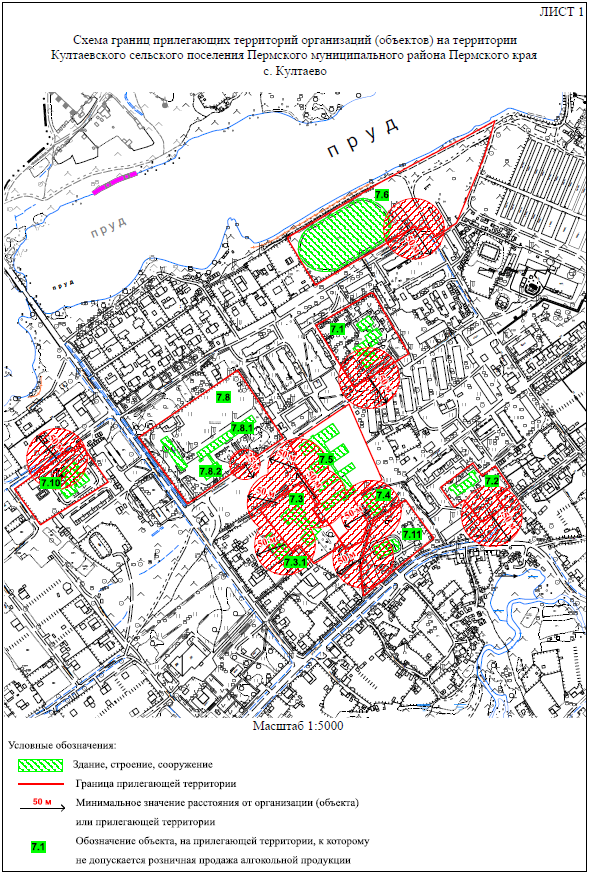 ЛИСТ 1
Схема границ прилегающих территорий организаций (объектов) на территории
Култаевского сельского поселения Пермского муниципального района Пермского края
с. Култаево
пруд
7.6
пруд
пруд
7.1
7.8
7.8.1
7.8.2
7.5
7.10
7.2
7.3
7.4
7.11
7.3.1
50 м
50 м
Масштаб 1:5000
Условные обозначения:
Здание, строение, сооружение
Граница прилегающей территории
50 м
Минимальное значение расстояния от организации (объекта)
или прилегающей территории
7.1
Обозначение объекта, на прилегающей территории, к которому
не допускается розничная продажа алгокольной продукции